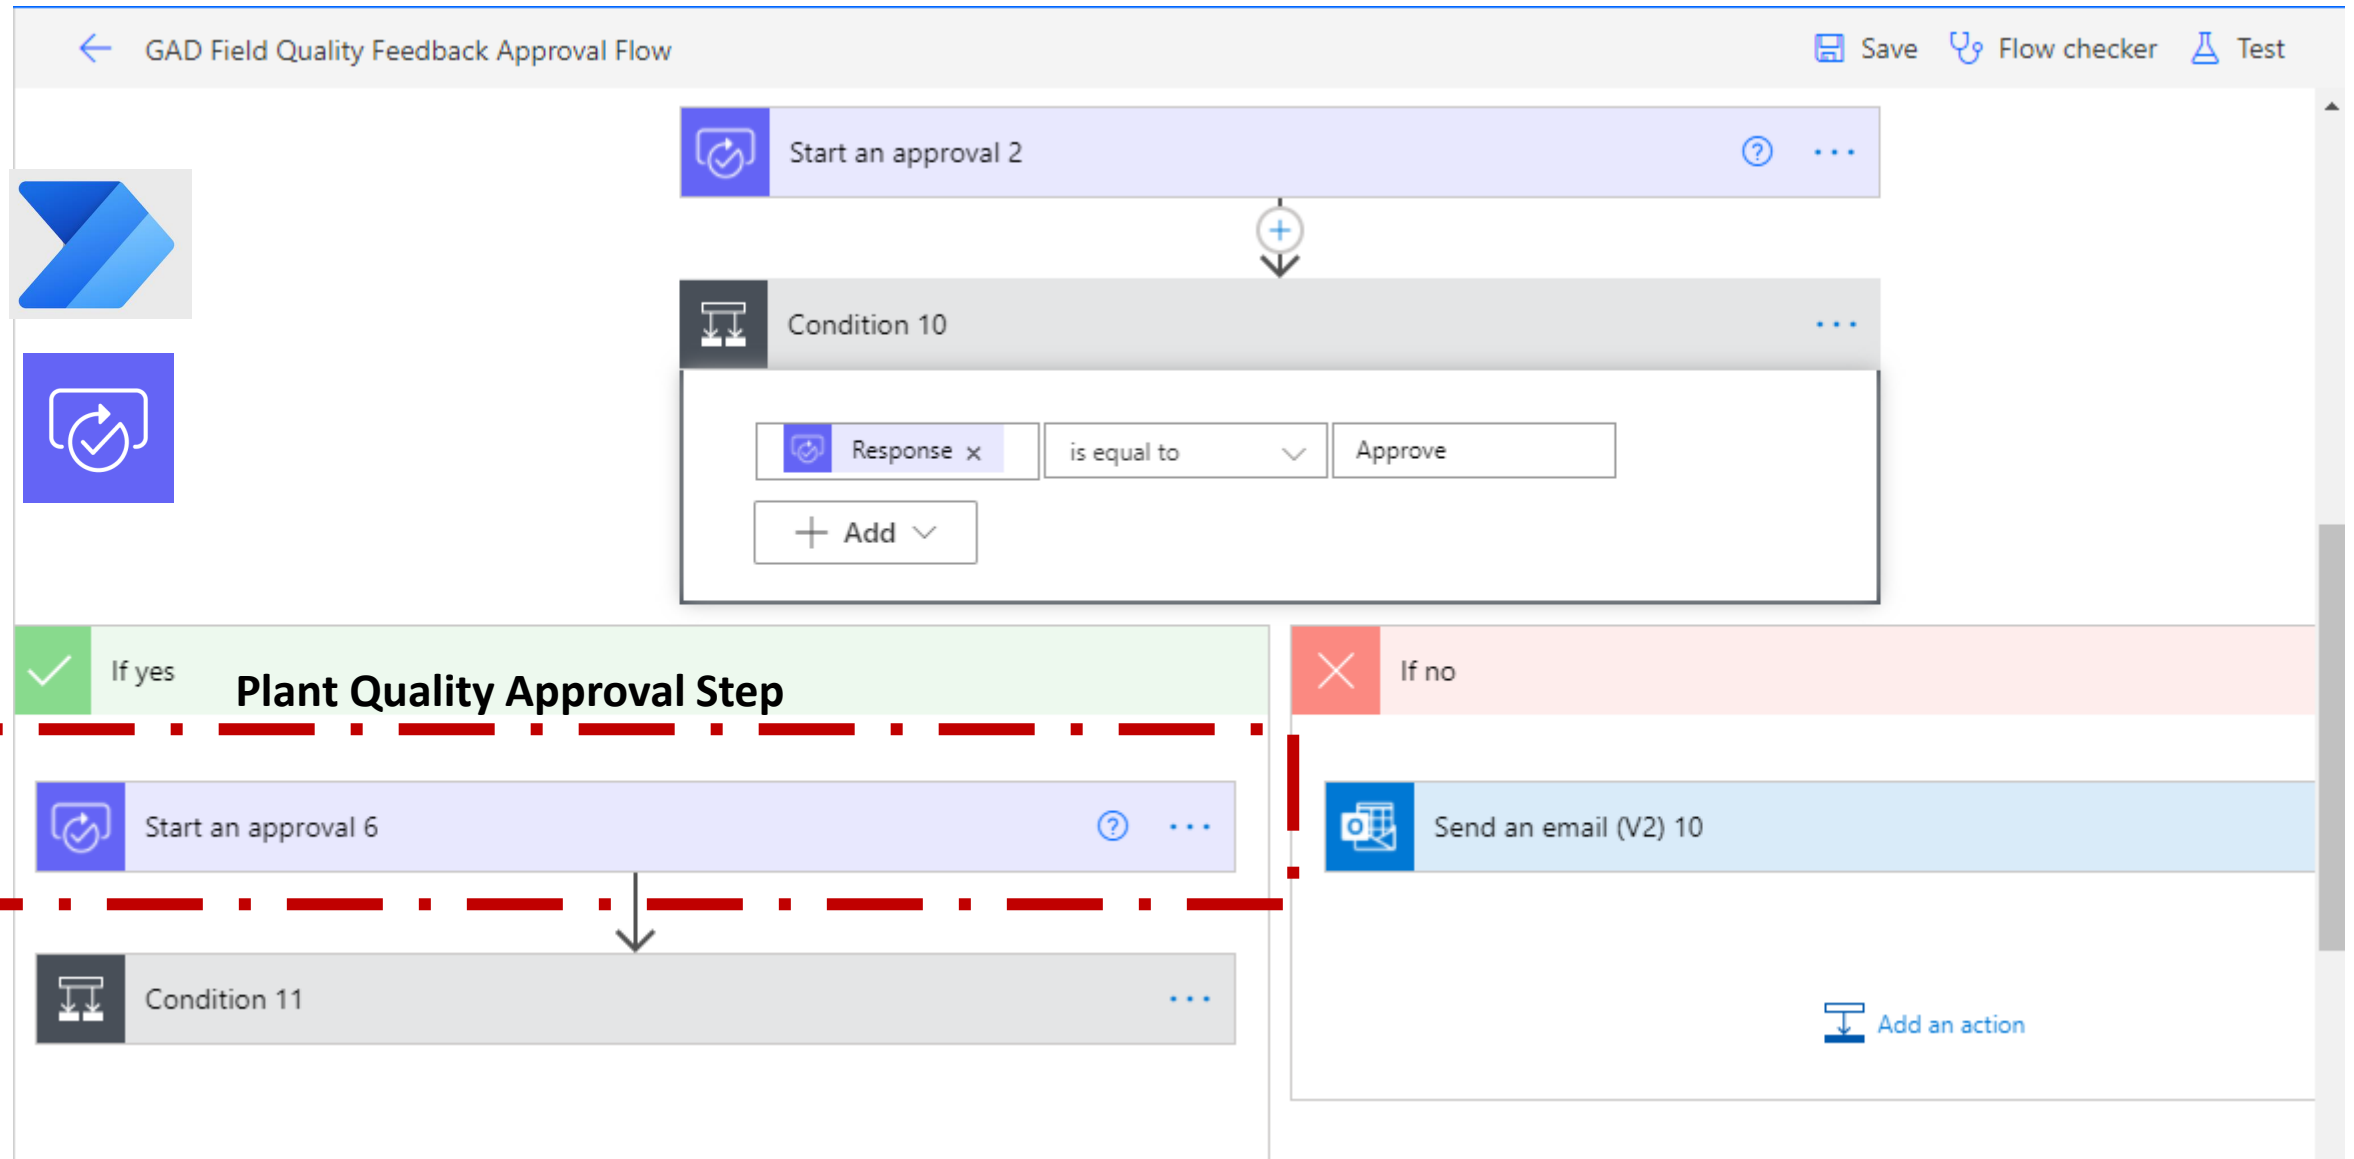 GAD Field Quality Feedback Approval Flow
Save Flow checker Test
Start an approval 2
Condition 10
Response is equal to Approve
Add
If yes
Plant Quality Approval Step
If no
Start an approval 6
Send an email (V2) 10
Condition 11
Add an action